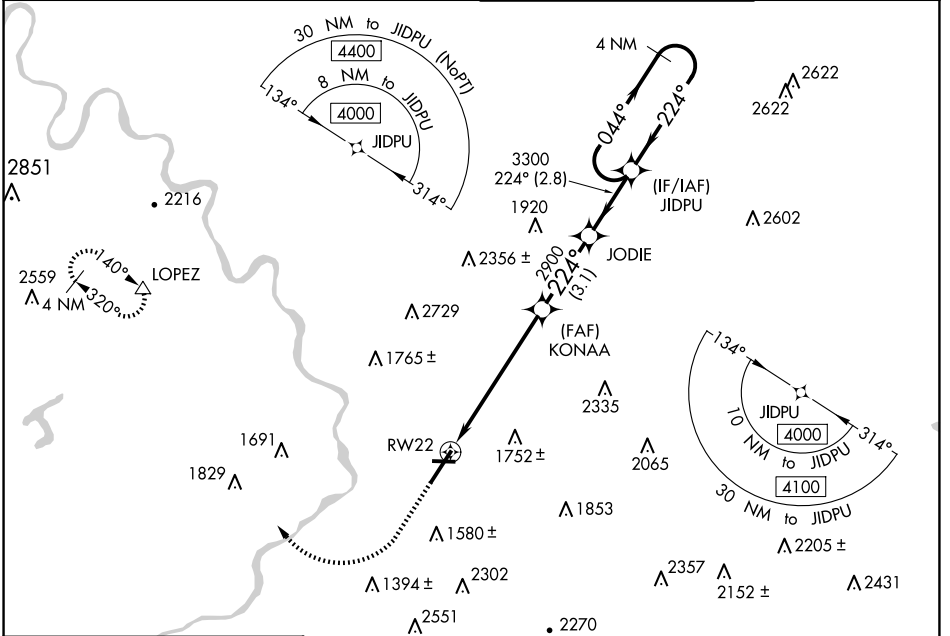 30 NM to JIDPU (NoPT)
4400
8 NM to JIDPU
4000
134°
JIDPU
314°
4 NM
044°
224°
2622
2622
3300
224° (2.8)
(IF/IAF)
JIDPU
2851
2216
1920
2602
JODIE
2356 ±
2900
224°
(3.1)
140°
LOPEZ
2559
4 NM
320°
2729
(FAF)
KONAA
1765 ±
134°
2335
JIDPU
4000
314°
10 NM to JIDPU
4100
30 NM to JIDPU
RW22
1691
1752 ±
2065
1829
1853
1580 ±
2205 ±
1394 ±
2302
2357
2152 ±
2431
2551
2270